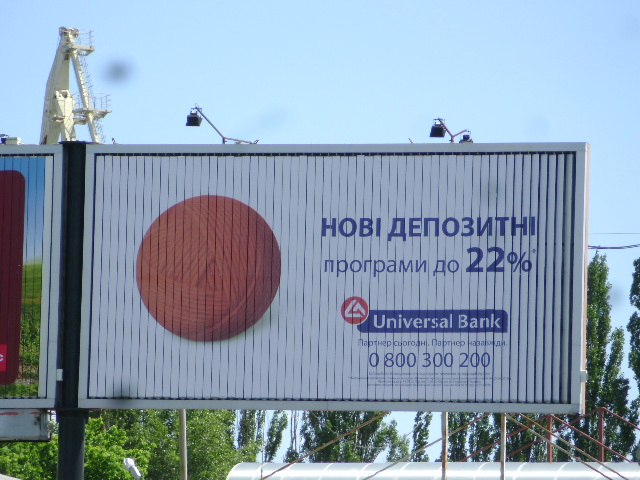 НОВІ ДЕПОЗИТНІ
програми до 22%*
Universal Bank
Партнер сьогодні. Партнер назавжди.
0 800 300 200